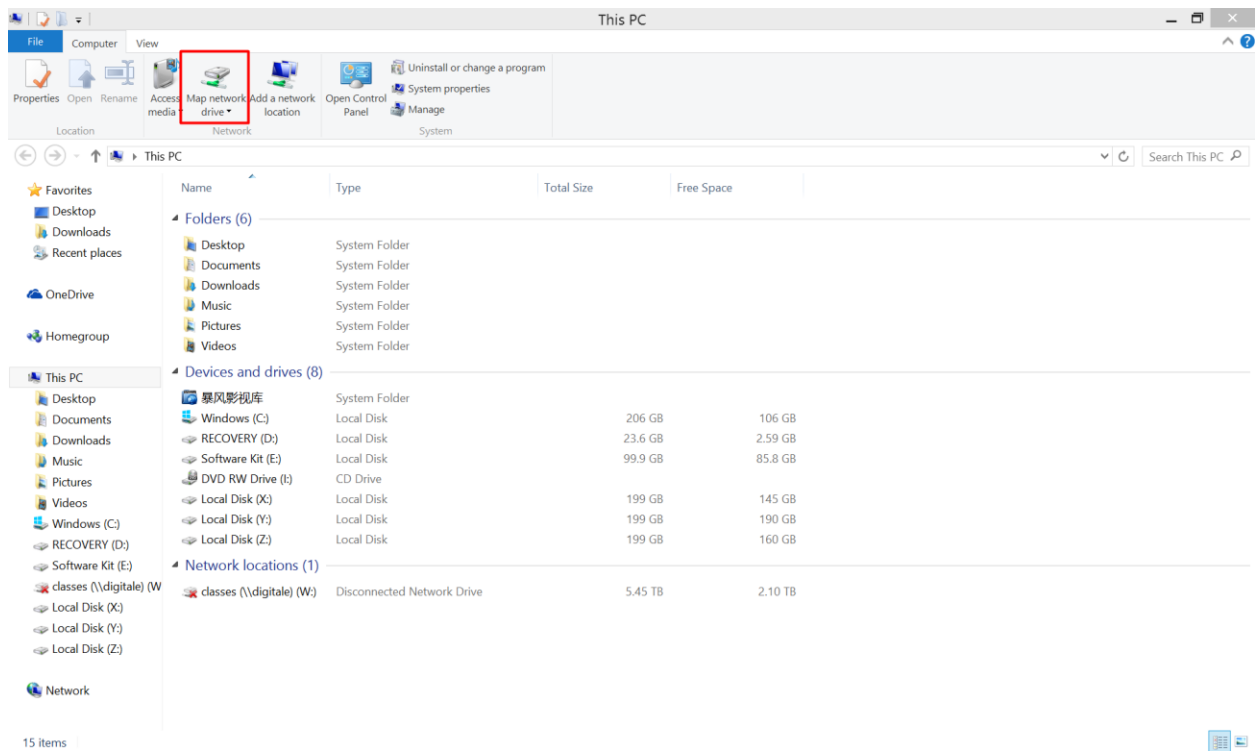 This PC
File Computer View
Properties Open Rename Access media Map network drive Add a network location Open Control Panel
Uninstall or change a program
System properties
Manage
Location Network System
This PC Search This PC
Favorites
Desktop
Downloads
Recent places
OneDrive
Homegroup
This PC
Desktop
Documents
Downloads
Music
Pictures
Videos
Windows (C:)
RECOVERY (D:)
Software Kit (E:)
classes (\\digitale) (W
Local Disk (X:)
Local Disk (Y:)
Local Disk (Z:)
Network
Name Type Total Size Free Space
Folders (6)
Desktop System Folder
Documents System Folder
Downloads System Folder
Music System Folder
Pictures System Folder
Videos System Folder
Devices and drives (8)
暴风影视库 System Folder
Windows (C:) Local Disk 206 GB 106 GB
RECOVERY (D:) Local Disk 23.6 GB 2.59 GB
Software Kit (E:) Local Disk 99.9 GB 85.8 GB
DVD RW Drive (I:) CD Drive
Local Disk (X:) Local Disk 199 GB 145 GB
Local Disk (Y:) Local Disk 199 GB 190 GB
Local Disk (Z:) Local Disk 199 GB 160 GB
Network locations (1)
classes (\\digitale) (W:) Disconnected Network Drive 5.45 TB 2.10 TB
15 items